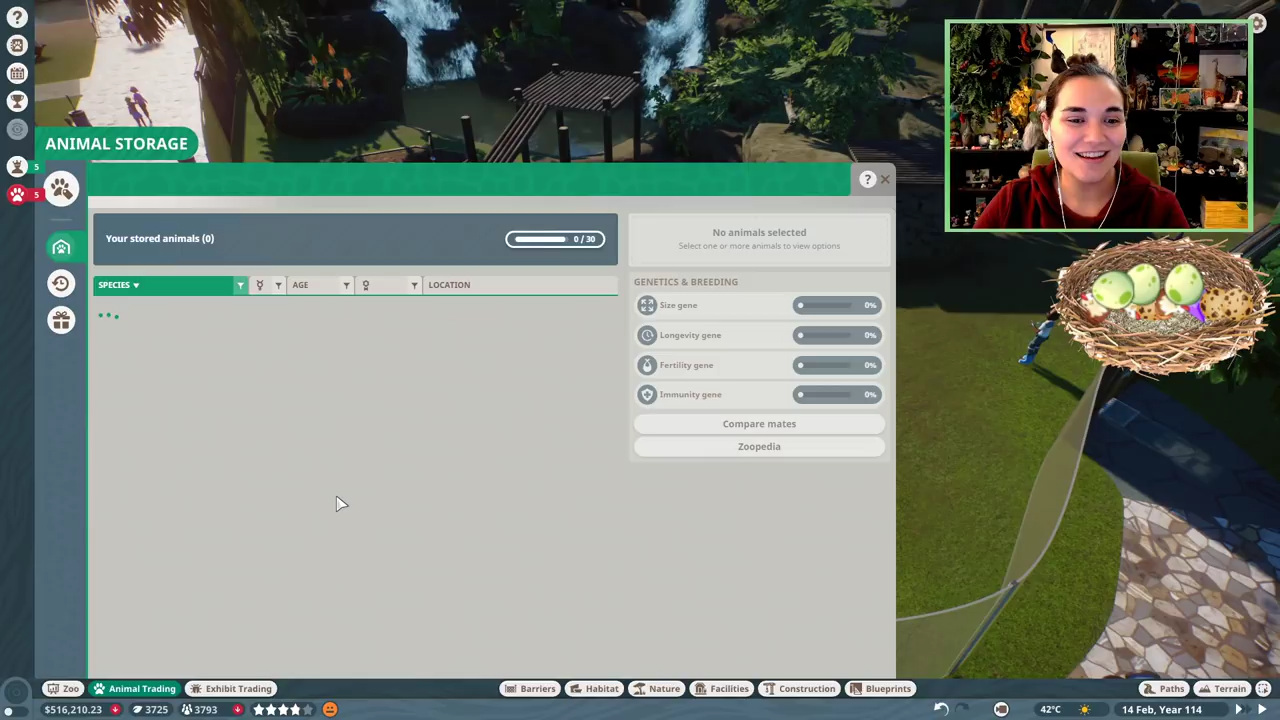 ANIMAL STORAGE
5
5
?
Your stored animals (0)
0 / 30
No animals selected
Select one or more animals to view options
SPECIES
AGE
LOCATION
GENETICS & BREEDING
Size gene
0%
Longevity gene
0%
Fertility gene
0%
Immunity gene
0%
Compare mates
Zoopedia
Zoo
Animal Trading
Exhibit Trading
Barriers
Habitat
Nature
Facilities
Construction
Blueprints
Paths
Terrain
$516,210.23
3725
3793
42°C
14 Feb, Year 114